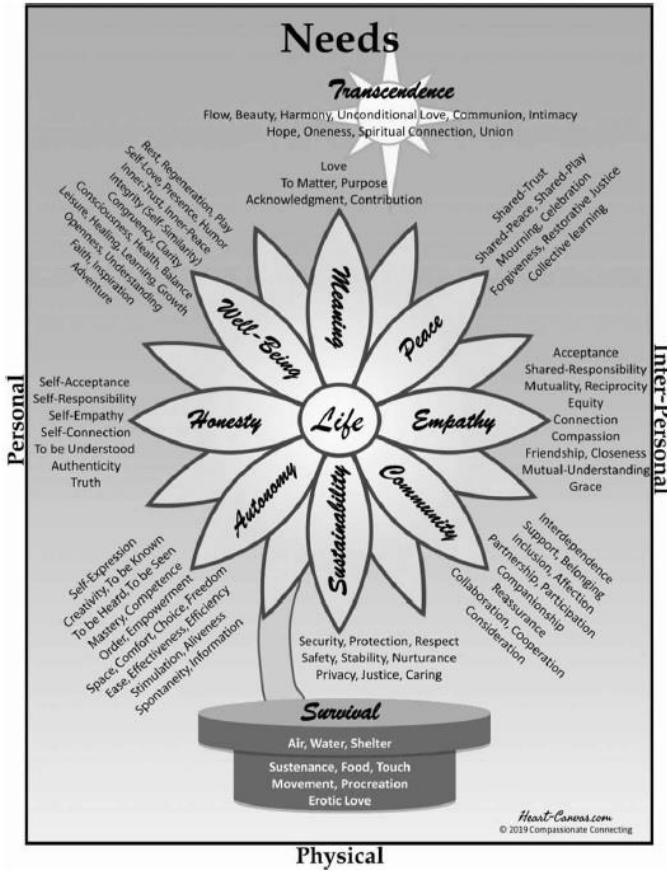 Needs
Transcendence
Flow, Beauty, Harmony, Unconditional Love, Communion, Intimacy
Hope, Oneness, Spiritual Connection, Union
Love
To Matter, Purpose
Acknowledgment, Contribution
Rest, Regeneration, Play
Self-Love, Presence, Humor
Inner-Trust, Inner-Peace
Integrity (Self-Similarity)
Congruency, Clarity
Consciousness, Health, Balance
Leisure, Healing, Learning, Growth
Openness, Understanding
Faith, Inspiration
Adventure
Shared-Trust
Shared-Peace, Shared-Play
Mourning, Celebration
Forgiveness, Restorative Justice
Collective learning
Meaning
Well-Being
Peace
Personal
Self-Acceptance
Self-Responsibility
Self-Empathy
Self-Connection
To be Understood
Authenticity
Truth
Honesty
Life
Empathy
Acceptance
Shared-Responsibility
Mutuality, Reciprocity
Equity
Connection
Compassion
Friendship, Closeness
Mutual-Understanding
Grace
Inter-Personal
Autonomy
Sustainability
Community
Self-Expression
Creativity, To be Known
To be Heard, To be Seen
Mastery, Competence
Order, Empowerment
Space, Comfort, Choice, Freedom
Ease, Effectiveness, Efficiency
Stimulation, Aliveness
Spontaneity, Information
Interdependence
Support, Belonging
Inclusion, Affection
Partnership, Participation
Companionship
Reassurance
Collaboration, Cooperation
Consideration
Security, Protection, Respect
Safety, Stability, Nurturance
Privacy, Justice, Caring
Survival
Air, Water, Shelter
Sustenance, Food, Touch
Movement, Procreation
Erotic Love
Heart-Canvas.com
© 2019 Compassionate Connecting
Physical